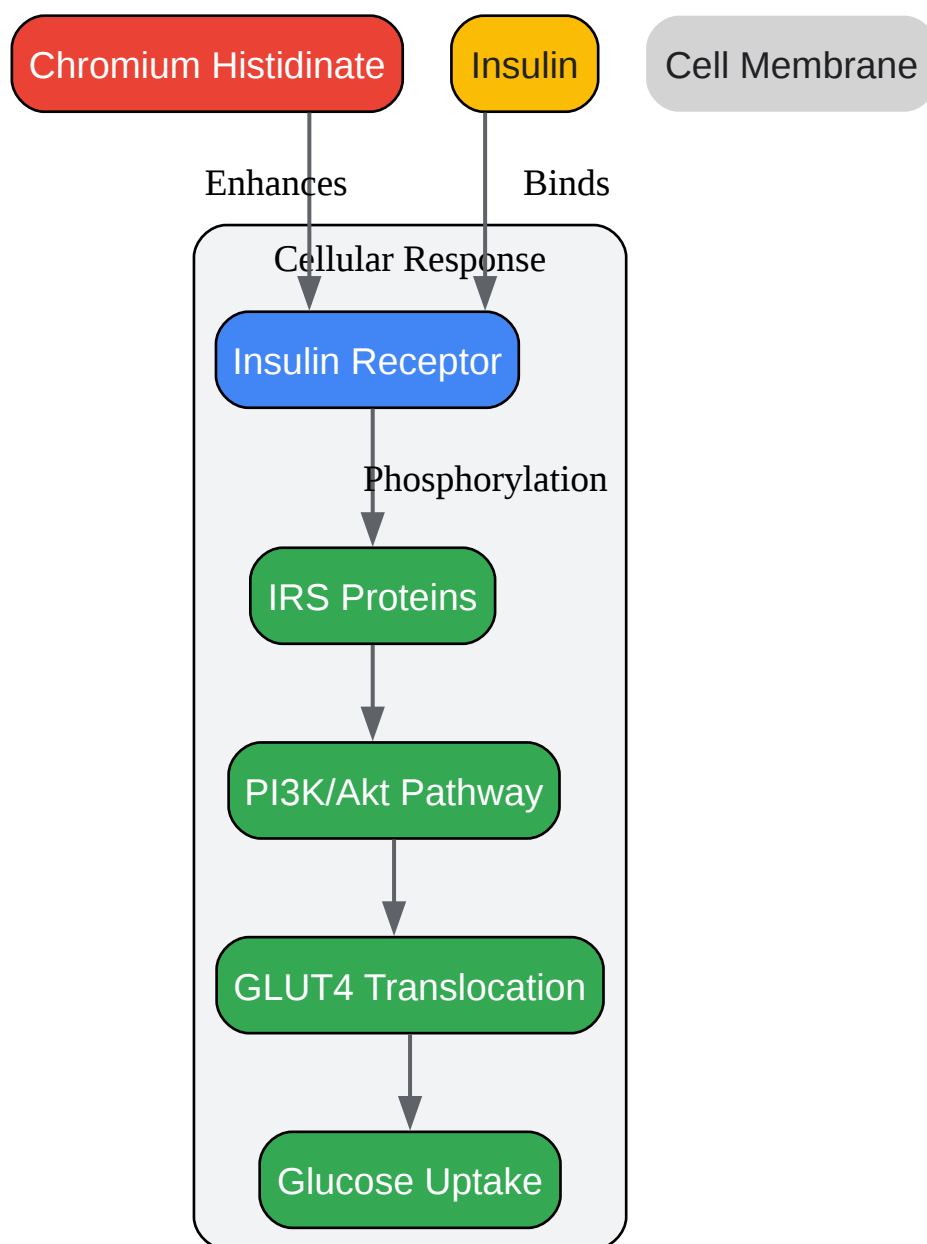 Chromium Histidinate
Insulin
Cell Membrane
Enhances
Binds
Cellular Response
Insulin Receptor
Phosphorylation
IRS Proteins
PI3K/Akt Pathway
GLUT4 Translocation
Glucose Uptake